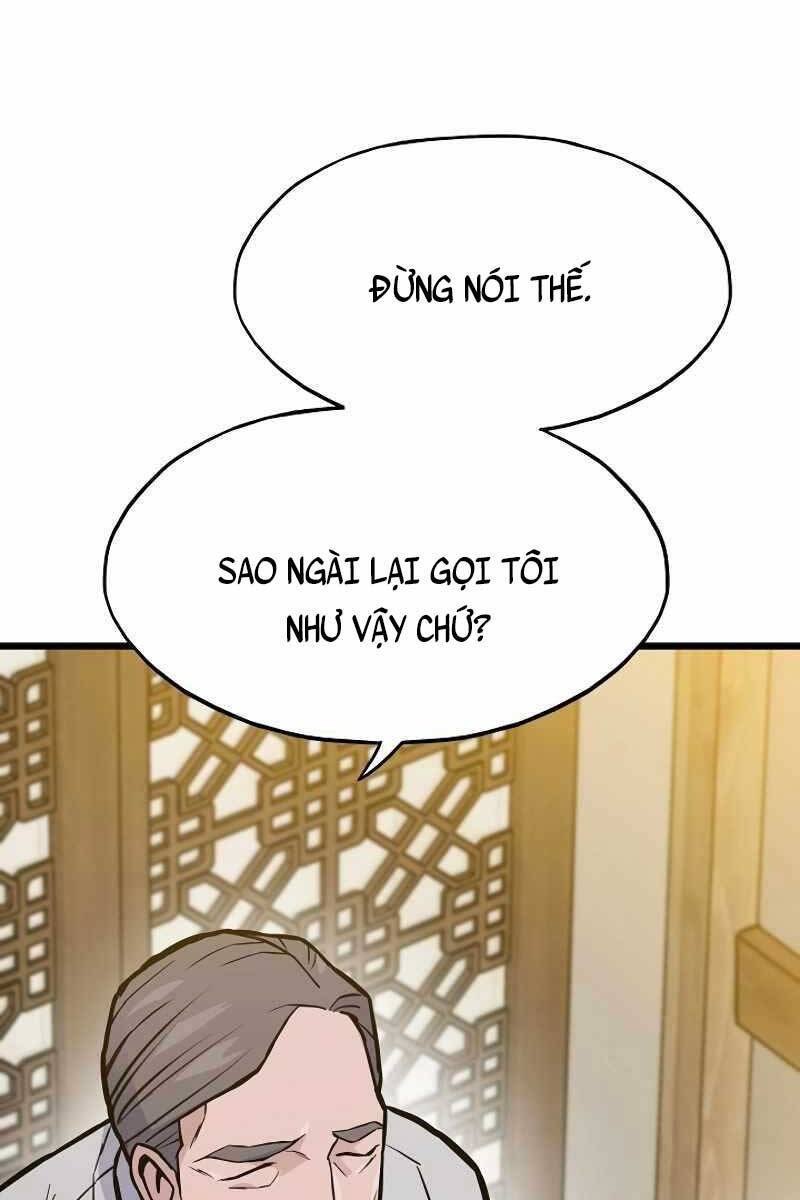 ĐỪNG NÓI THẾ.
SAO NGÀI LẠI GỌI TÔI
NHƯ VẬY CHỨ?